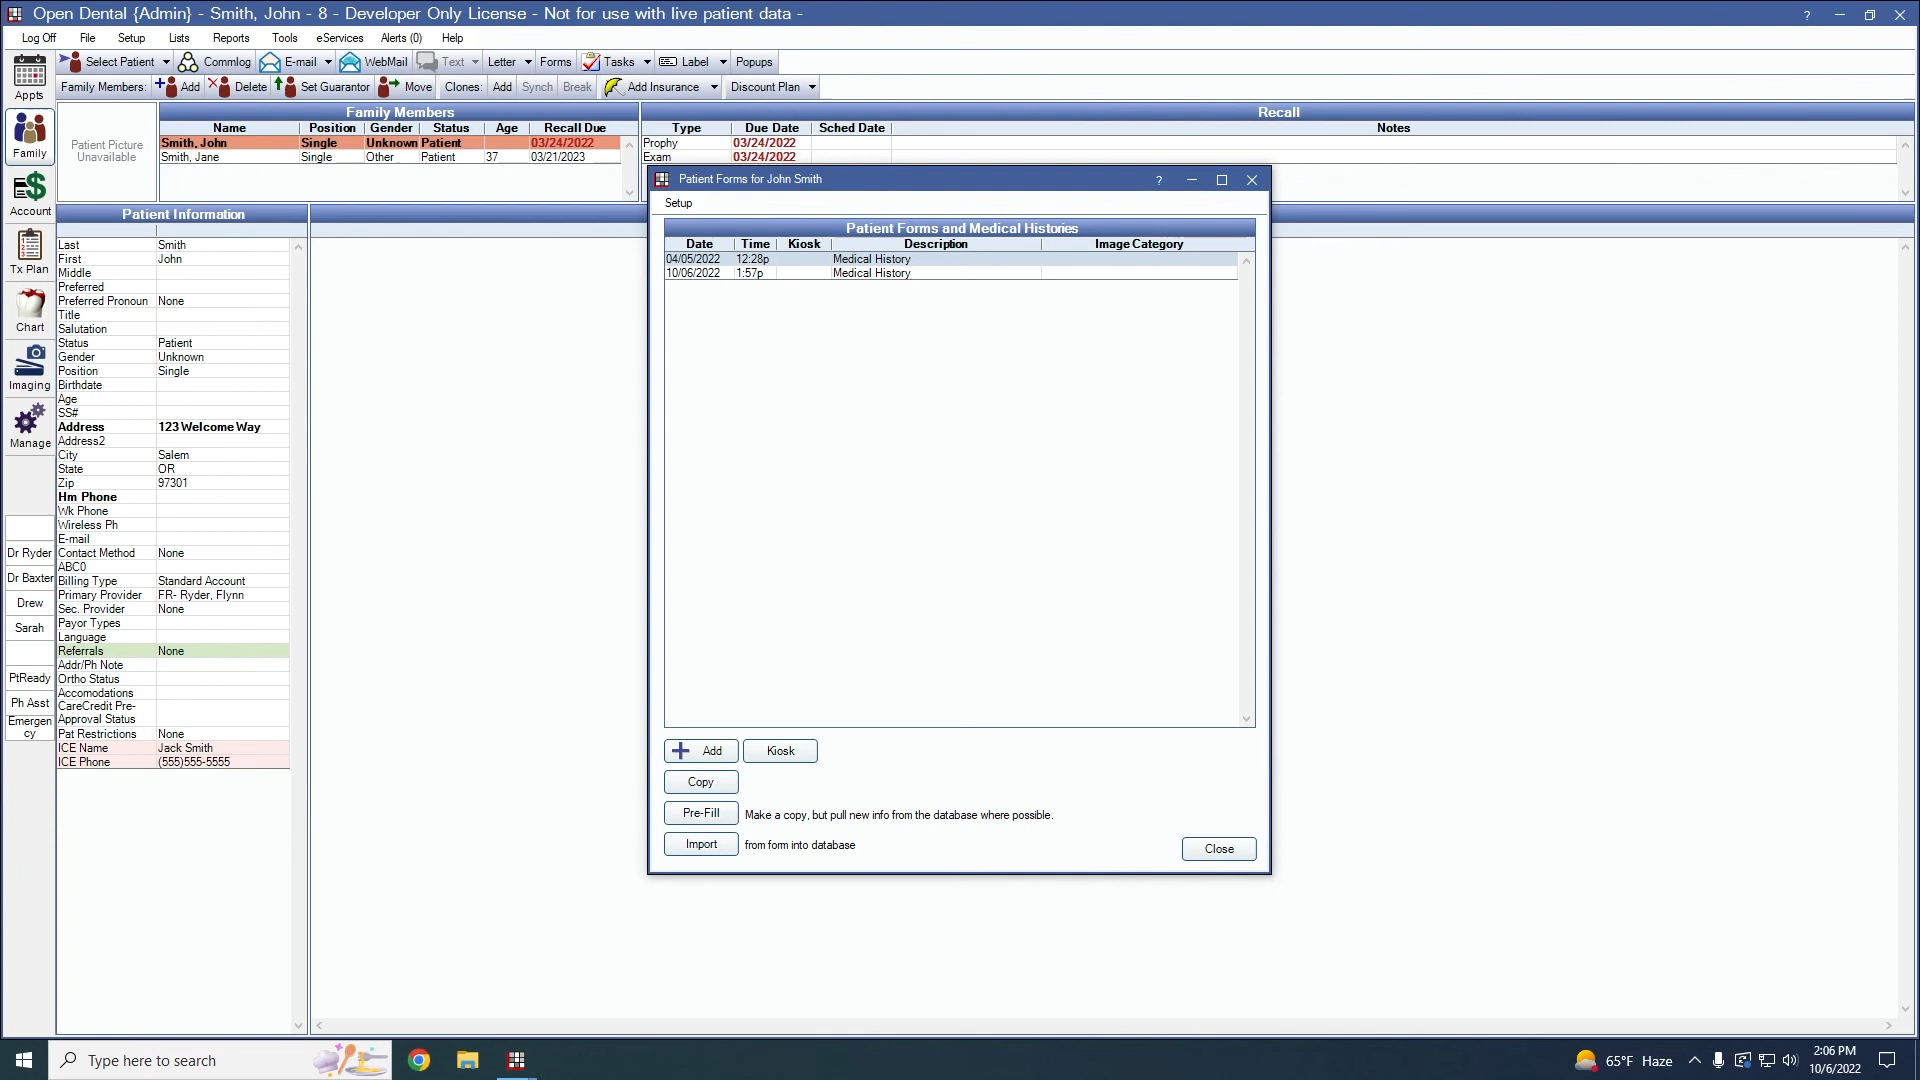 Open Dental {Admin} - Smith, John - 8 - Developer Only License - Not for use with live patient data -
Log Off File Setup Lists Reports Tools eServices Alerts (0) Help
Select Patient Commlog E-mail WebMail Text Letter Forms Tasks Label Popups
Family Members: Add Delete Set Guarantor Move Clones: Add Synch Break Add Insurance Discount Plan
Appts
Family
Account
Tx Plan
Chart
Imaging
Manage
Dr Ryder
Dr Baxter
Drew
Sarah
PtReady
Ph Asst
Emergen
cy
Patient Picture
Unavailable
Family Members
Name Position Gender Status Age Recall Due
Smith, John Single Unknown Patient 03/24/2022
Smith, Jane Single Other Patient 37 03/21/2023
Recall
Type Due Date Sched Date Notes
Prophy 03/24/2022
Exam 03/24/2022
Patient Information
Last Smith
First John
Middle
Preferred
Preferred Pronoun None
Title
Salutation
Status Patient
Gender Unknown
Position Single
Birthdate
Age
SS#
Address 123 Welcome Way
Address2
City Salem
State OR
Zip 97301
Hm Phone
Wk Phone
Wireless Ph
E-mail
Contact Method None
ABC0
Billing Type Standard Account
Primary Provider FR- Ryder, Flynn
Sec. Provider None
Payor Types
Language
Referrals None
Addr/Ph Note
Ortho Status
Accomodations
CareCredit Pre-
Approval Status
Pat Restrictions None
ICE Name Jack Smith
ICE Phone (555)555-5555
Patient Forms for John Smith ?
Setup
Patient Forms and Medical Histories
Date Time Kiosk Description Image Category
04/05/2022 12:28p Medical History
10/06/2022 1:57p Medical History
Add Kiosk
Copy
Pre-Fill Make a copy, but pull new info from the database where possible.
Import from form into database
Close
Type here to search
65°F Haze
2:06 PM
10/6/2022